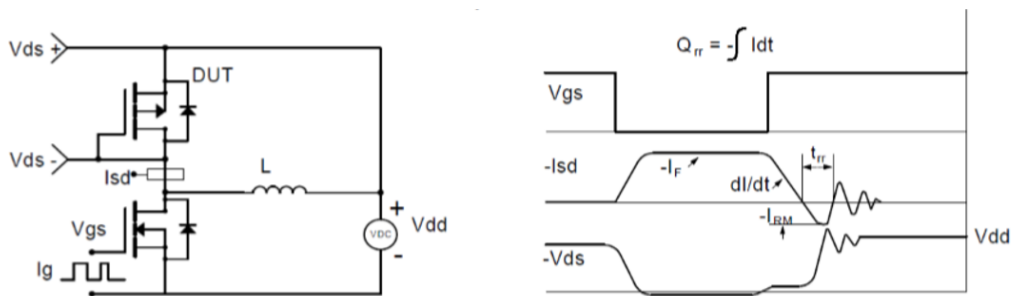 Vds +
DUT
Vds -
Isd
L
Vgs
Ig
+
VDC
-
Vdd
Qrr = -∫ Idt
Vgs
-Isd
-IF
dI/dt
trr
-IRM
-Vds
Vdd